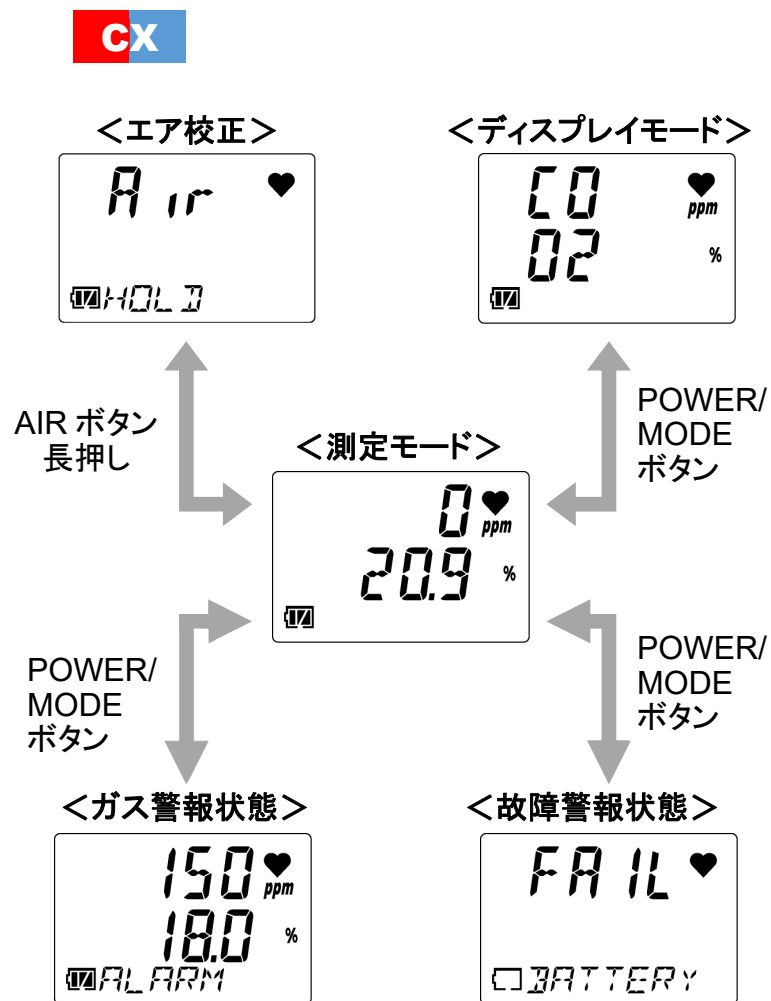 CX
＜エア校正＞
Air
HOLD
＜ディスプレイモード＞
CO ppm
O2 %
AIR ボタン
長押し
POWER/
MODE
ボタン
＜測定モード＞
0 ppm
20.9 %
POWER/
MODE
ボタン
POWER/
MODE
ボタン
＜ガス警報状態＞
150 ppm
18.0 %
ALARM
＜故障警報状態＞
FAIL
BATTERY